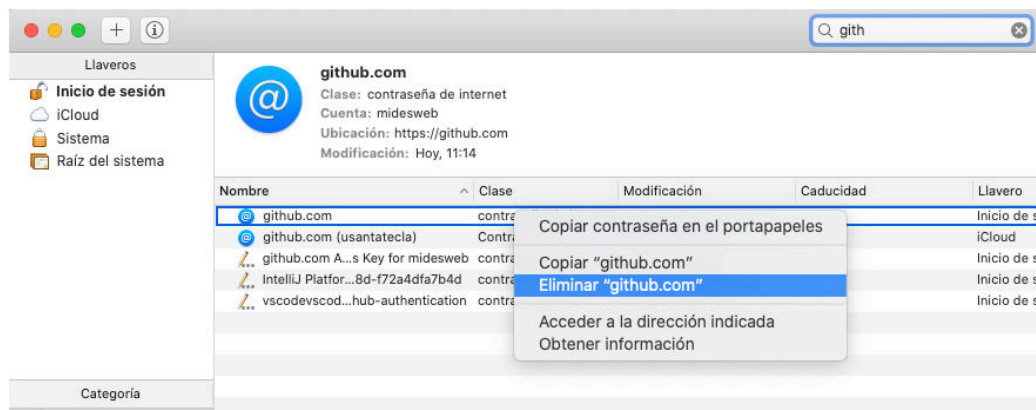 gith
Llaveros
Inicio de sesión
iCloud
Sistema
Raíz del sistema
github.com
Clase: contraseña de internet
Cuenta: midesweb
Ubicación: https://github.com
Modificación: Hoy, 11:14
Nombre Clase Modificación Caducidad Llavero
github.com contra Inicio de s
github.com (usantatecla) Contr iCloud
github.com A...s Key for midesweb contra Inicio de s
IntelliJ Platfor...8d-f72a4dfa7b4d contra Inicio de s
vscodevscod...hub-authentication contra Inicio de s
Copiar contraseña en el portapapeles
Copiar “github.com”
Eliminar “github.com”
Acceder a la dirección indicada
Obtener información
Categoría